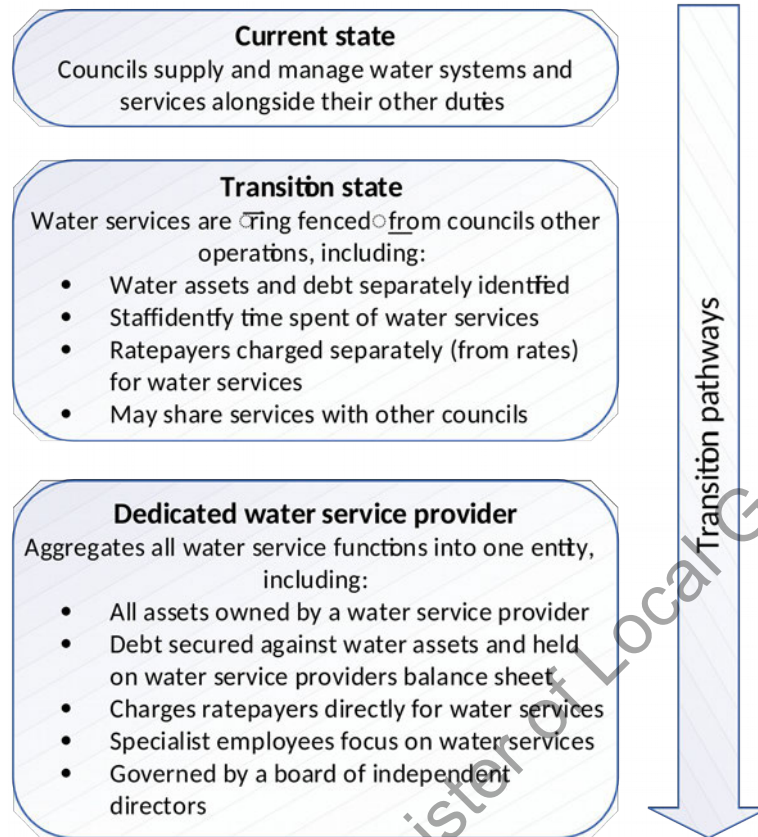 Current state
Councils supply and manage water systems and
services alongside their other duties
Transition state
Water services are ring fenced from councils other
operations, including:
• Water assets and debt separately identified
• Staffidentfy time spent of water services
• Ratepayers charged separately (from rates)
for water services
• May share services with other councils
Dedicated water service provider
Aggregates all water service functions into one entity,
including:
• All assets owned by a water service provider
• Debt secured against water assets and held
on water service providers balance sheet
• Charges ratepayers directly for water services
• Specialist employees focus on water services
• Governed by a board of independent
directors
Transition pathways
ister of Local G